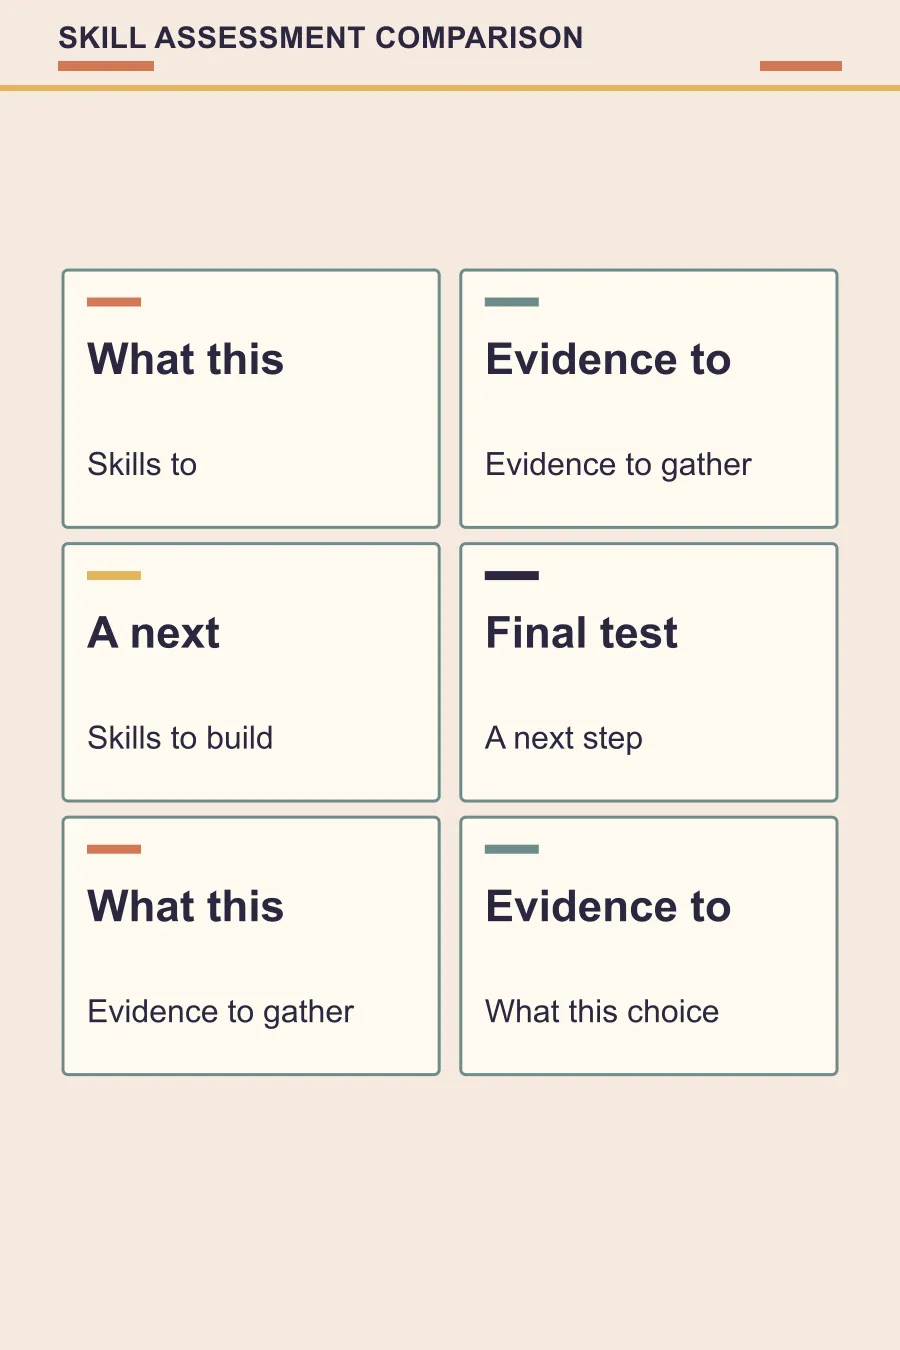 SKILL ASSESSMENT COMPARISON
What this
Skills to
Evidence to
Evidence to gather
A next
Skills to build
Final test
A next step
What this
Evidence to gather
Evidence to
What this choice